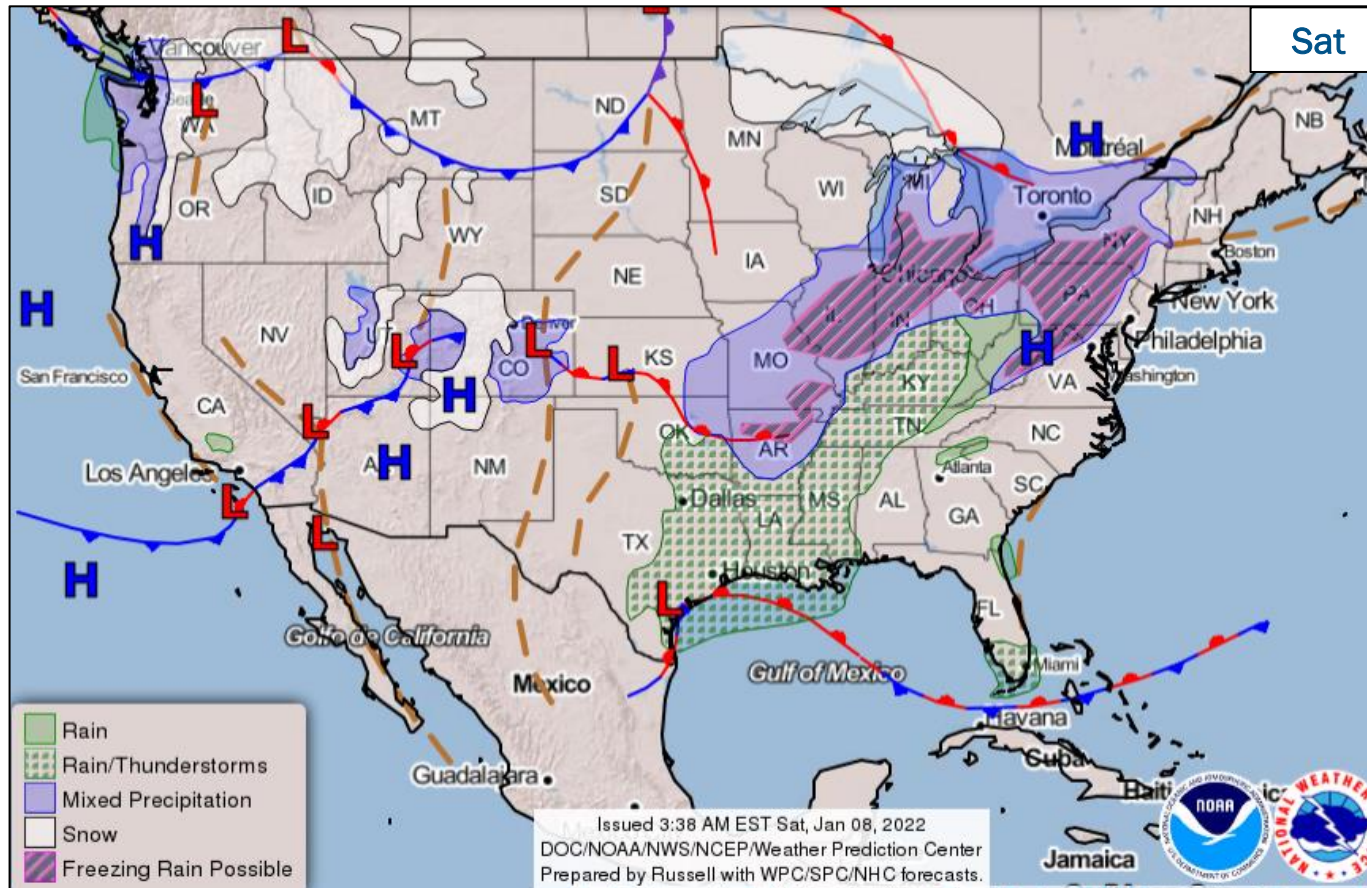 Sat
L
L
Vancouver
L
H
Montréal
NB
L
Seattle
WA
MT
ND
MN
WI
MI
Toronto
NH
OR
ID
SD
NY
Boston
H
WY
IA
Chicago
New York
H
NV
UT
NE
IL
IN
OH
PA
Philadelphia
L
Denver
L
L
KS
MO
H
Washington
San Francisco
CO
KY
VA
CA
L
H
OK
TN
NC
Los Angeles
H
NM
AR
Atlanta
SC
L
Dallas
MS
AL
GA
L
TX
LA
H
Houston
L
FL
Golfo de California
Gulf of Mexico
Miami
Mexico
Havana
Cuba
Guadalajara
Jamaica
Rain
Rain/Thunderstorms
Mixed Precipitation
Snow
Freezing Rain Possible
Issued 3:38 AM EST Sat, Jan 08, 2022
DOC/NOAA/NWS/NCEP/Weather Prediction Center
Prepared by Russell with WPC/SPC/NHC forecasts.
NOAA
NATIONAL WEATHER